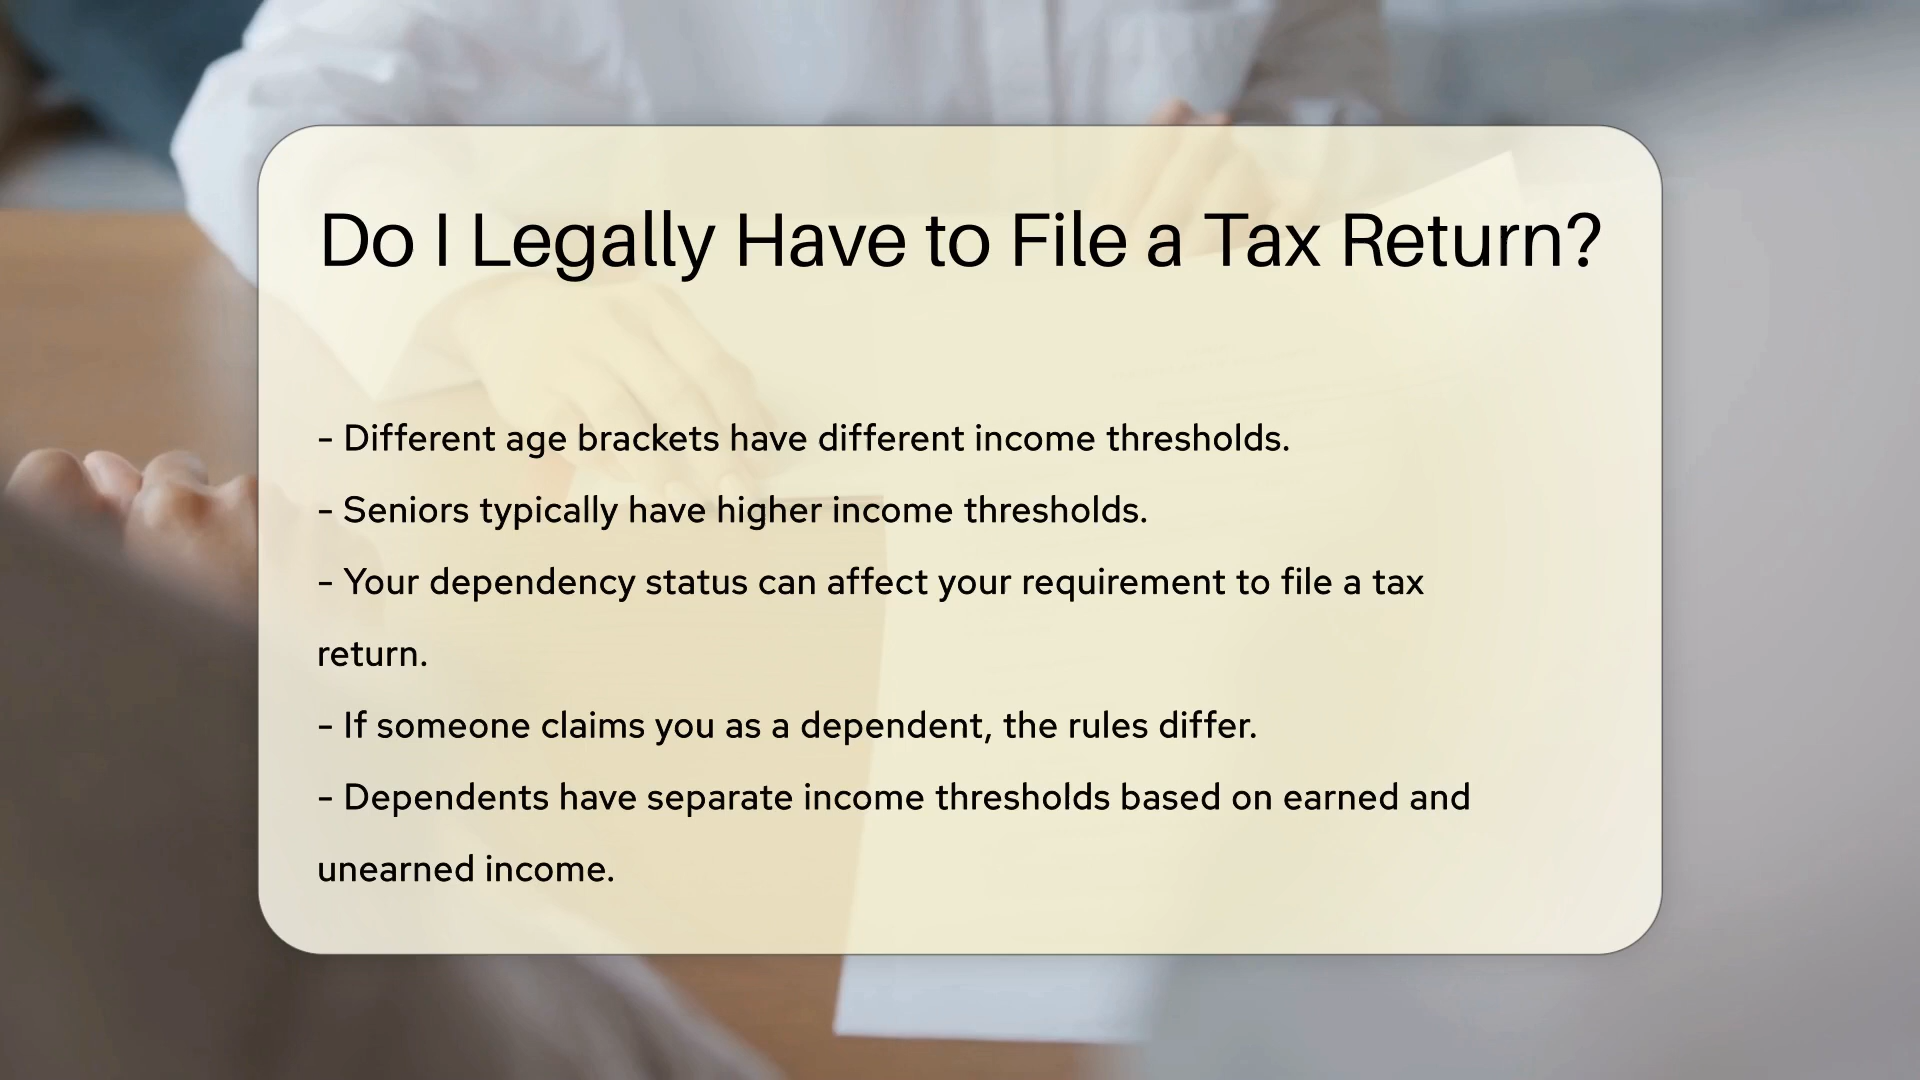 Do I Legally Have to File a Tax Return?
- Different age brackets have different income thresholds.
- Seniors typically have higher income thresholds.
- Your dependency status can affect your requirement to file a tax
return.
- If someone claims you as a dependent, the rules differ.
- Dependents have separate income thresholds based on earned and
unearned income.